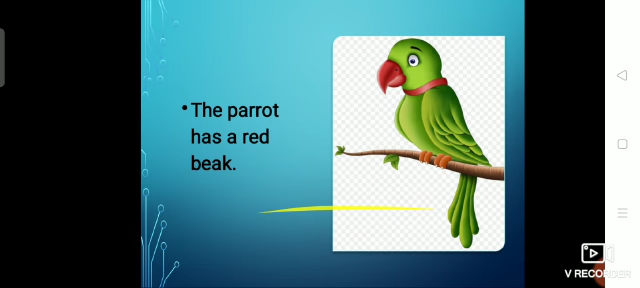 • The parrot
has a red
beak.
V RECORDER